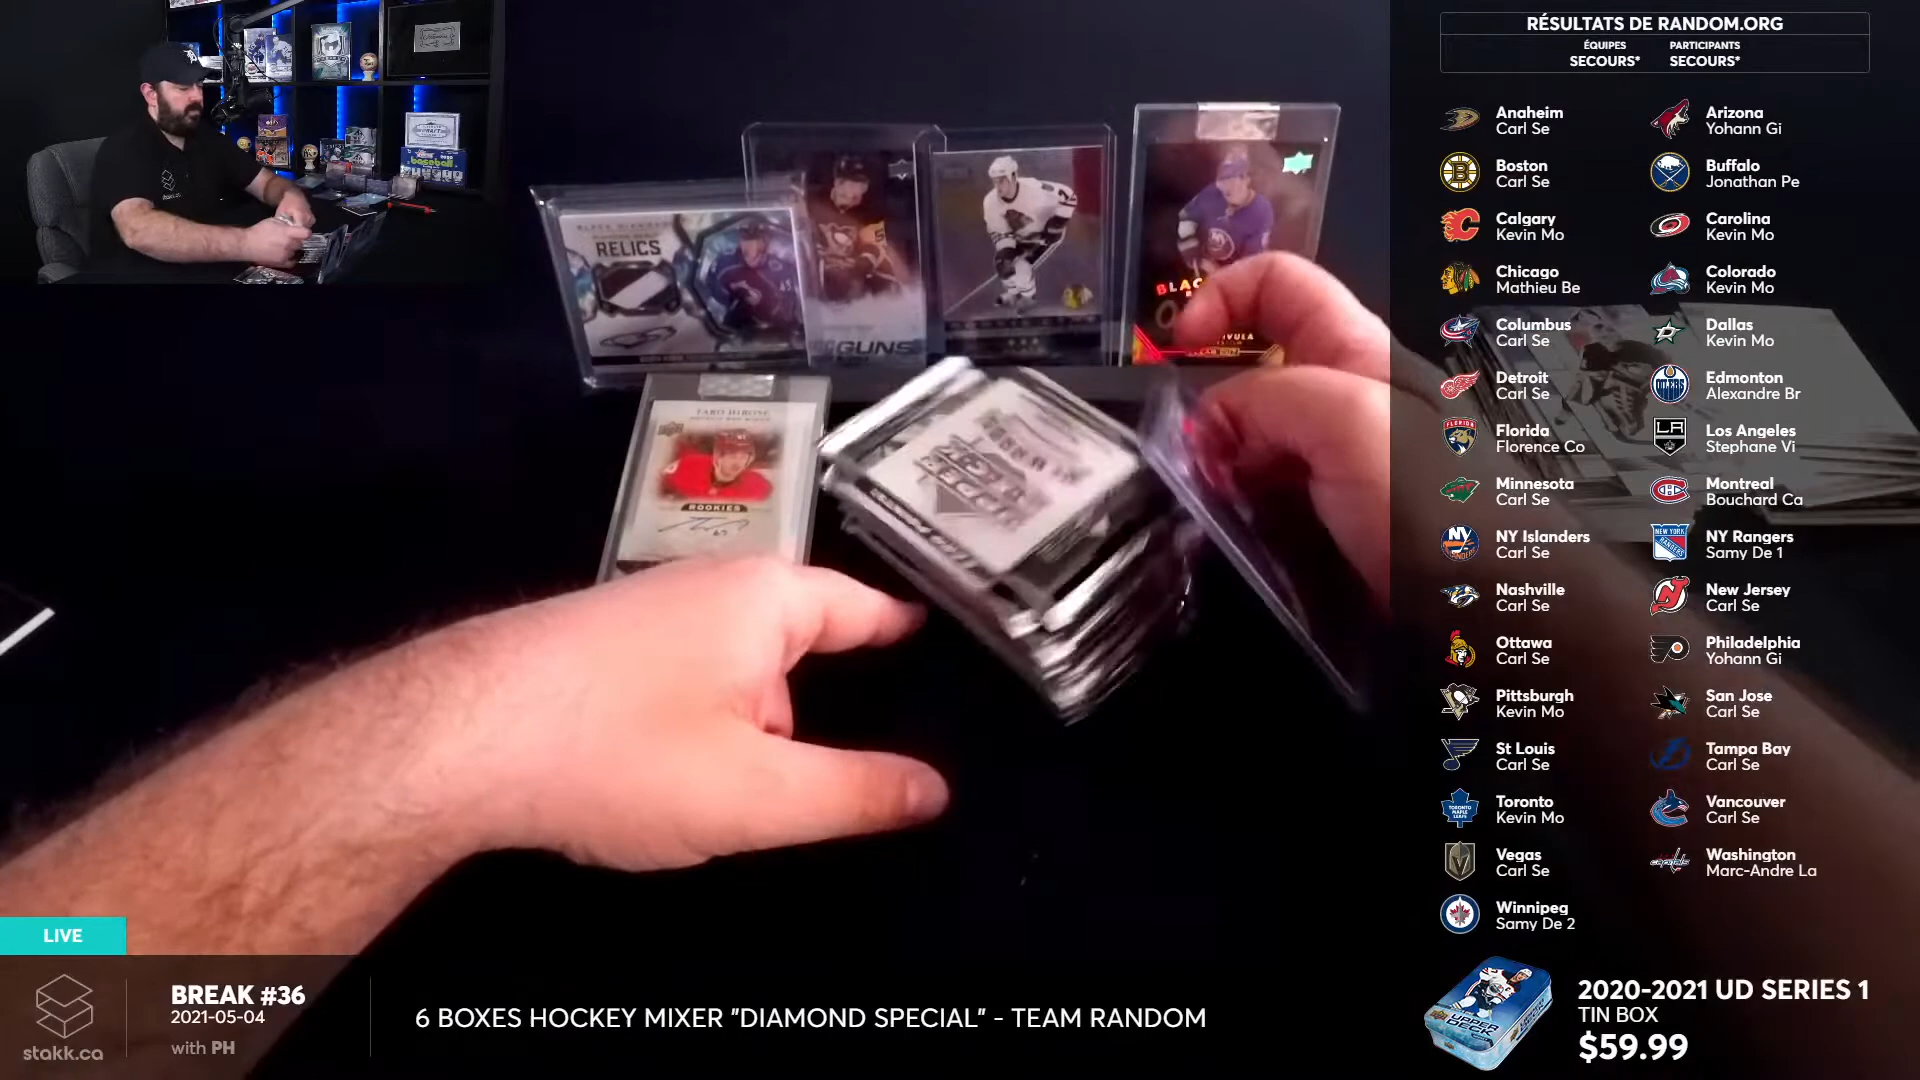 RÉSULTATS DE RANDOM.ORG
ÉQUIPES
SECOURS*
PARTICIPANTS
SECOURS*
Anaheim
Carl Se
Arizona
Yohann Gi
Boston
Carl Se
Buffalo
Jonathan Pe
Calgary
Kevin Mo
Carolina
Kevin Mo
Chicago
Mathieu Be
Colorado
Kevin Mo
Columbus
Carl Se
Dallas
Kevin Mo
Detroit
Carl Se
Edmonton
Alexandre Br
Florida
Florence Co
Los Angeles
Stephane Vi
Minnesota
Carl Se
Montreal
Bouchard Ca
NY Islanders
Carl Se
NY Rangers
Samy De 1
Nashville
Carl Se
New Jersey
Carl Se
Ottawa
Carl Se
Philadelphia
Yohann Gi
Pittsburgh
Kevin Mo
San Jose
Carl Se
St Louis
Carl Se
Tampa Bay
Carl Se
Toronto
Kevin Mo
Vancouver
Carl Se
Vegas
Carl Se
Washington
Marc-Andre La
Winnipeg
Samy De 2
RELICS
GUNS
TARO HIROSE
ROOKIES
LIVE
stakk.ca
BREAK #36
2021-05-04
with PH
6 BOXES HOCKEY MIXER "DIAMOND SPECIAL" - TEAM RANDOM
UPPER DECK
2020-2021 UD SERIES 1
TIN BOX
$59.99